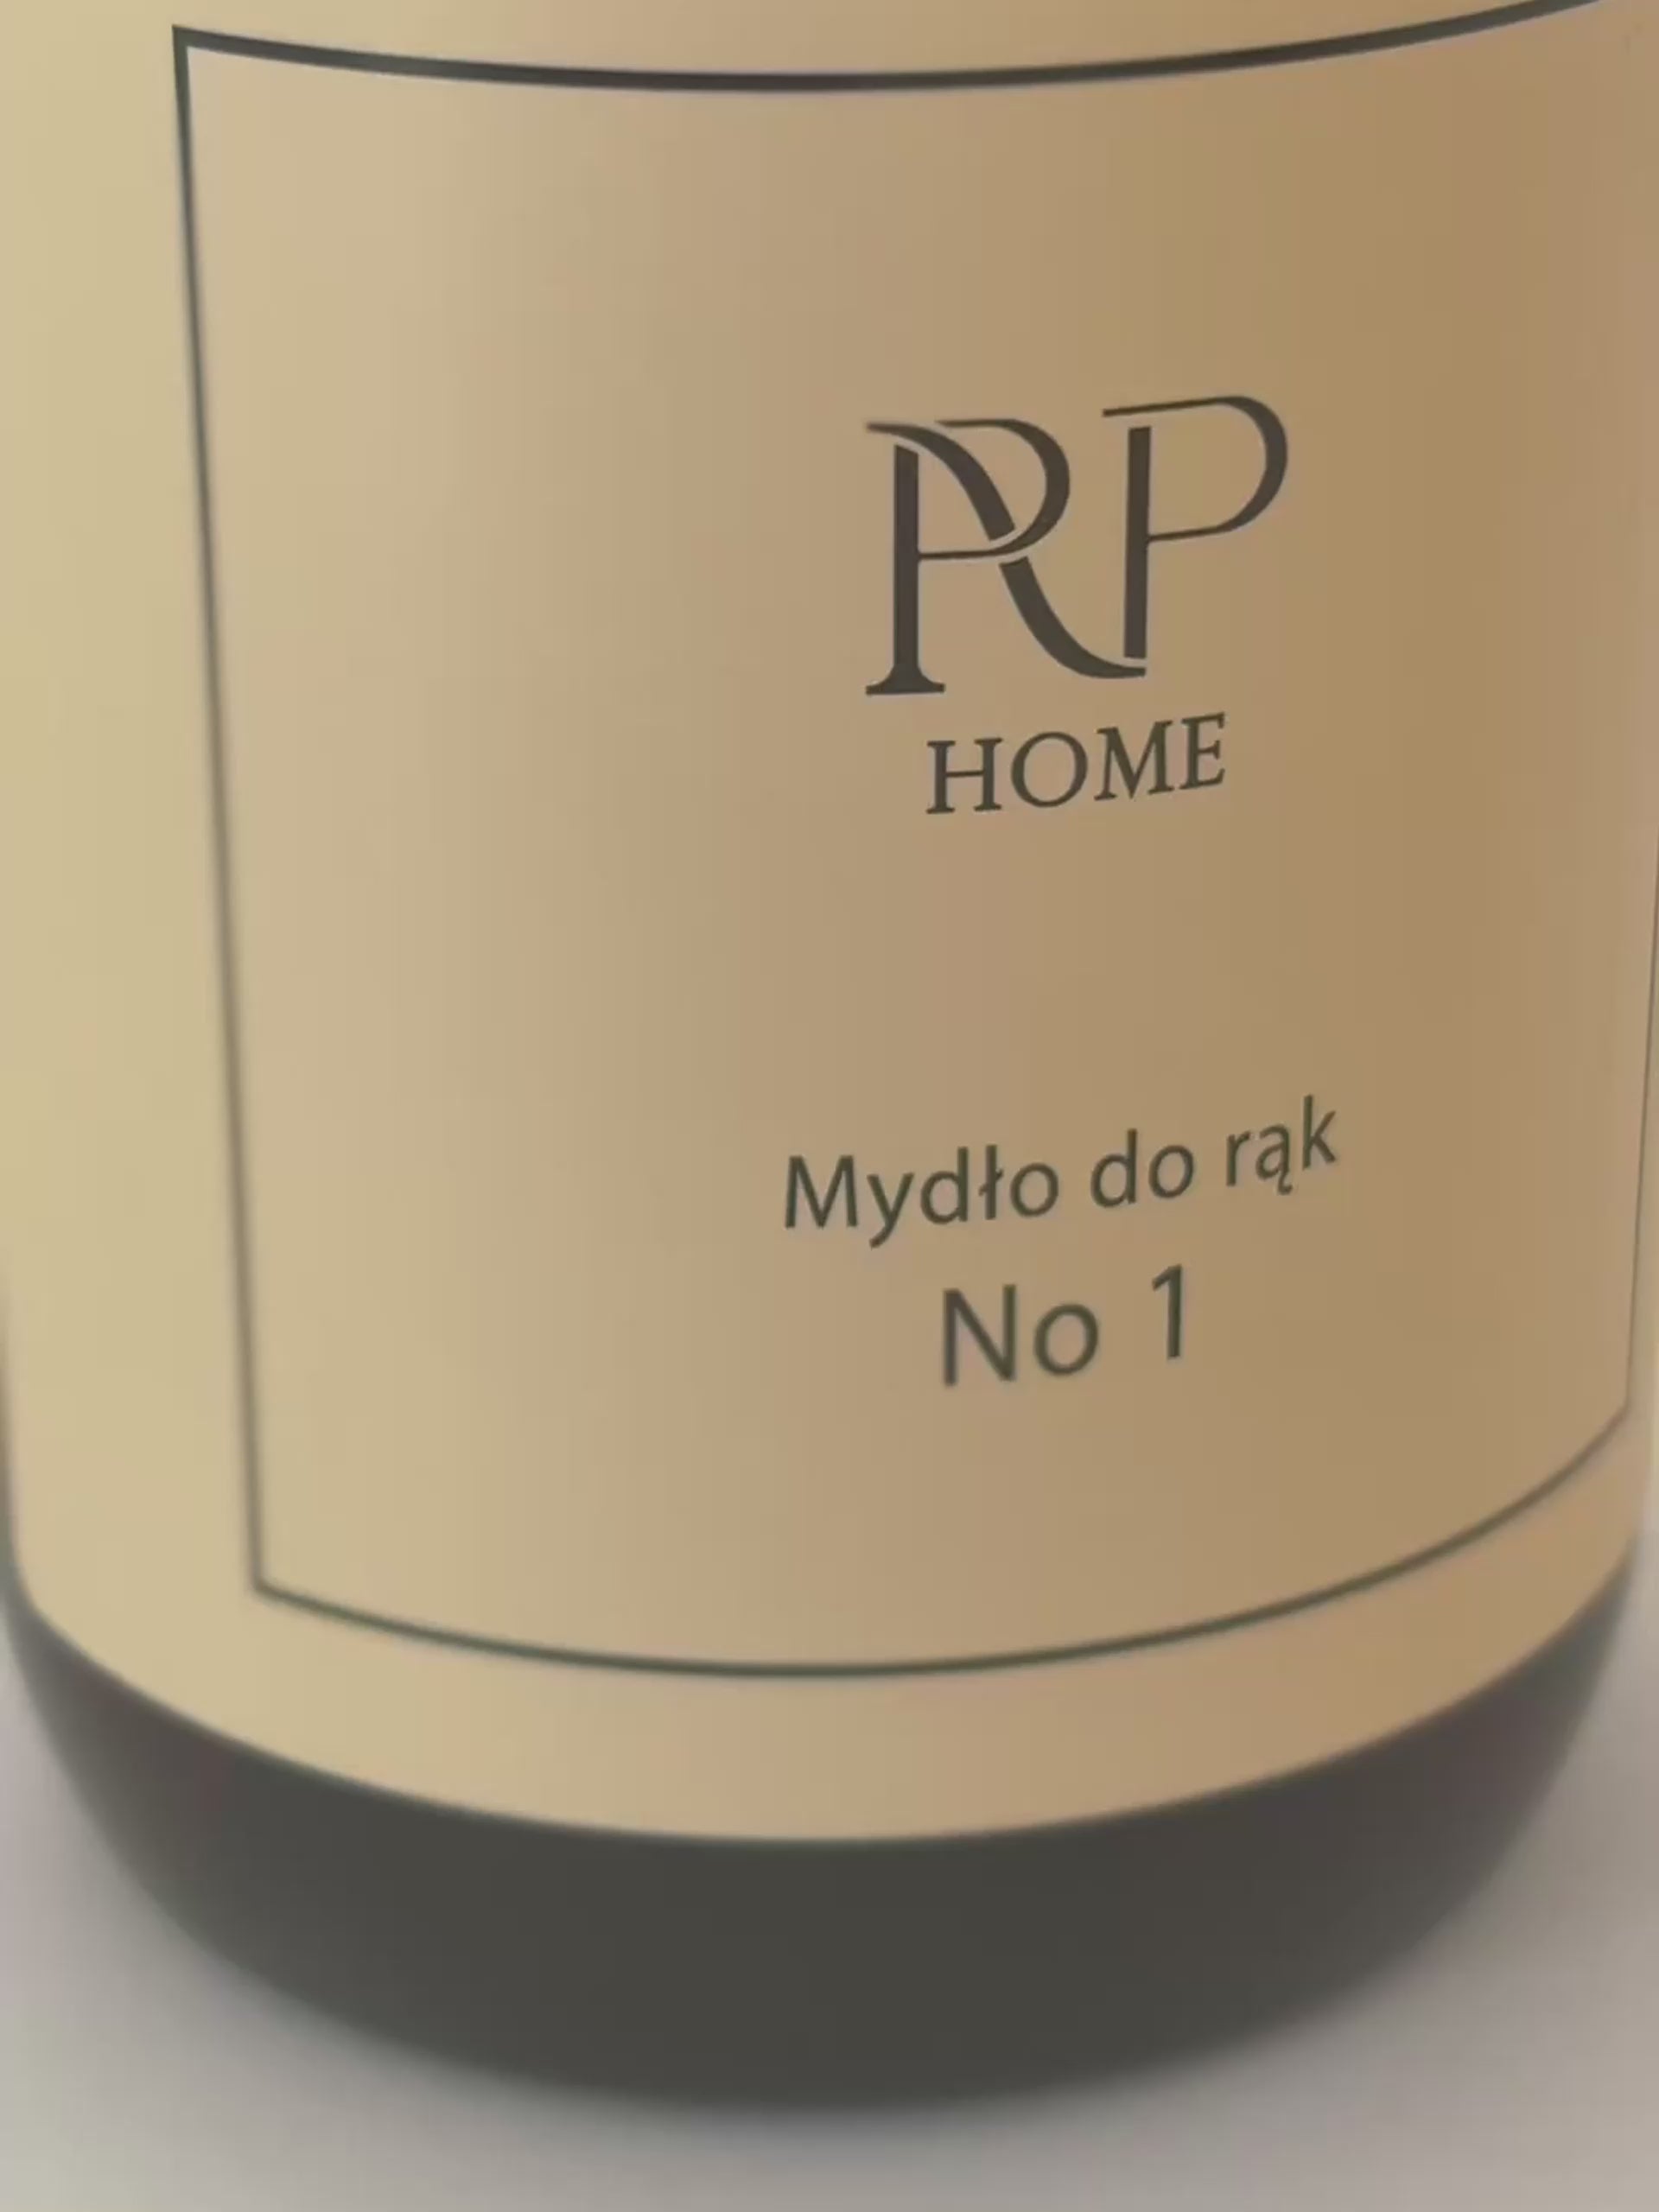 RP
HOME
Mydło do rąk
No 1